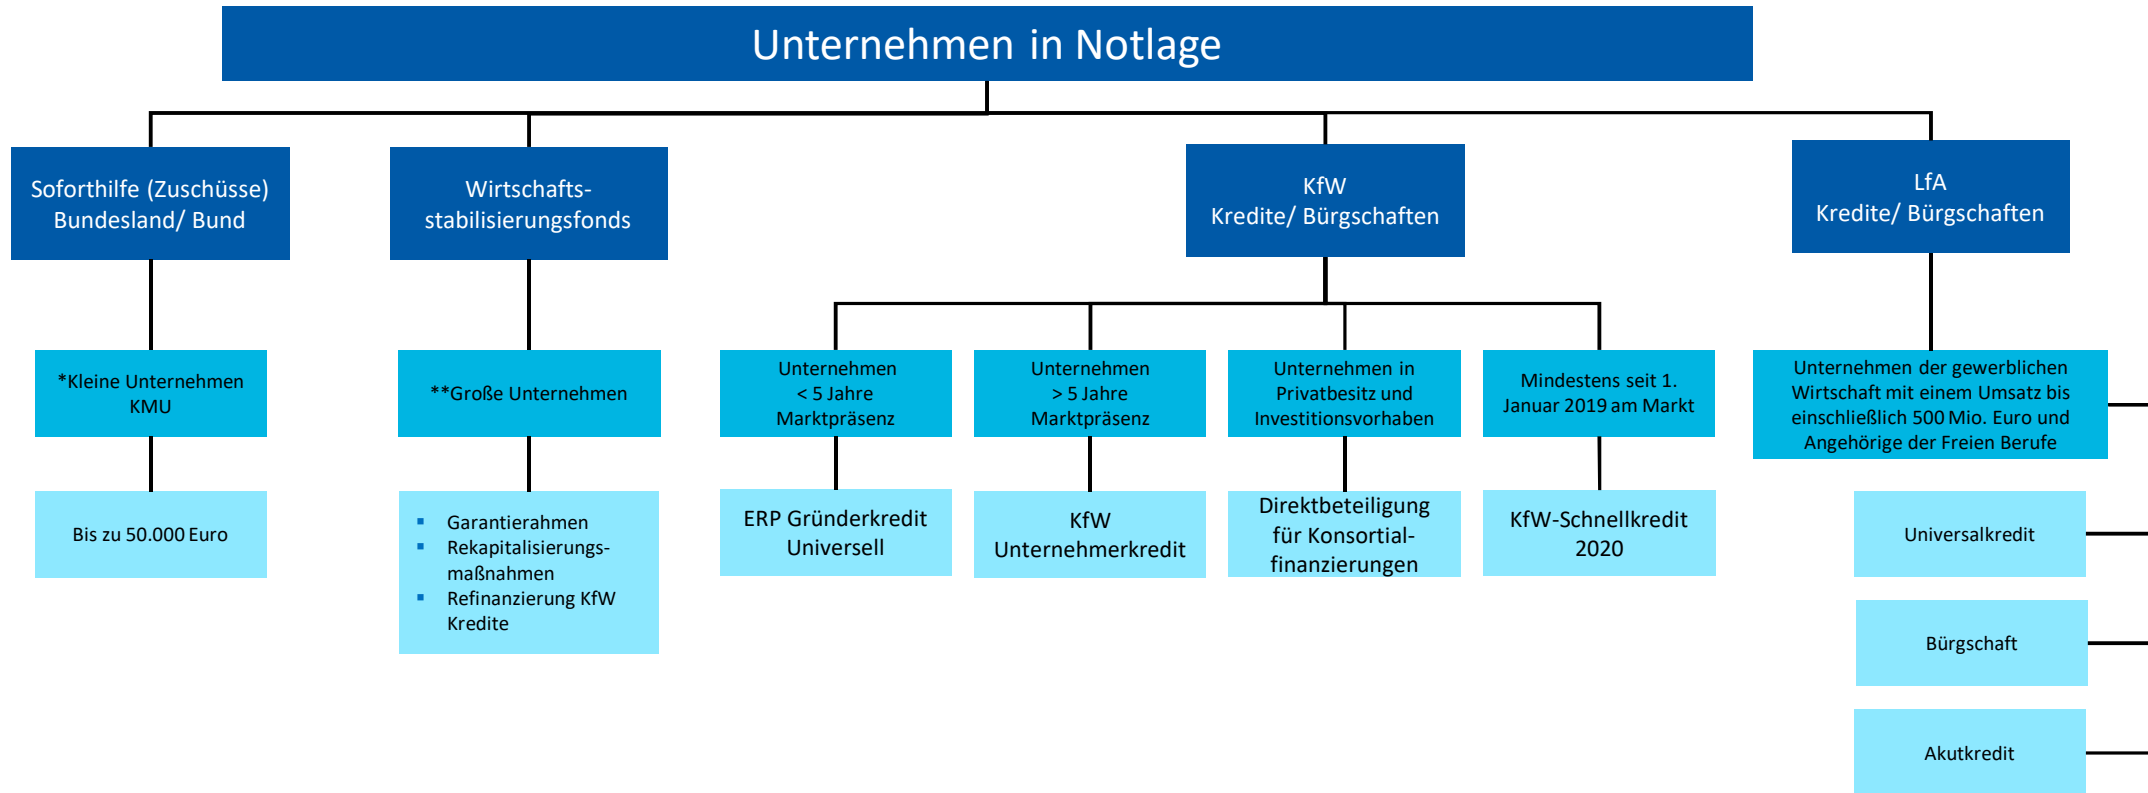 Unternehmen in Notlage
Soforthilfe (Zuschüsse)
Bundesland/ Bund
Wirtschafts-
stabilisierungsfonds
KfW
Kredite/ Bürgschaften
LfA
Kredite/ Bürgschaften
*Kleine Unternehmen
KMU
**Große Unternehmen
Unternehmen
< 5 Jahre
Marktpräsenz
Unternehmen
> 5 Jahre
Marktpräsenz
Unternehmen in
Privatbesitz und
Investitionsvorhaben
Mindestens seit 1.
Januar 2019 am Markt
Unternehmen der gewerblichen
Wirtschaft mit einem Umsatz bis
einschließlich 500 Mio. Euro und
Angehörige der Freien Berufe
Bis zu 50.000 Euro
▪ Garantierahmen
▪ Rekapitalisierungs-
maßnahmen
▪ Refinanzierung KfW
Kredite
ERP Gründerkredit
Universell
KfW
Unternehmerkredit
Direktbeteiligung
für Konsortial-
finanzierungen
KfW-Schnellkredit
2020
Universalkredit
Bürgschaft
Akutkredit